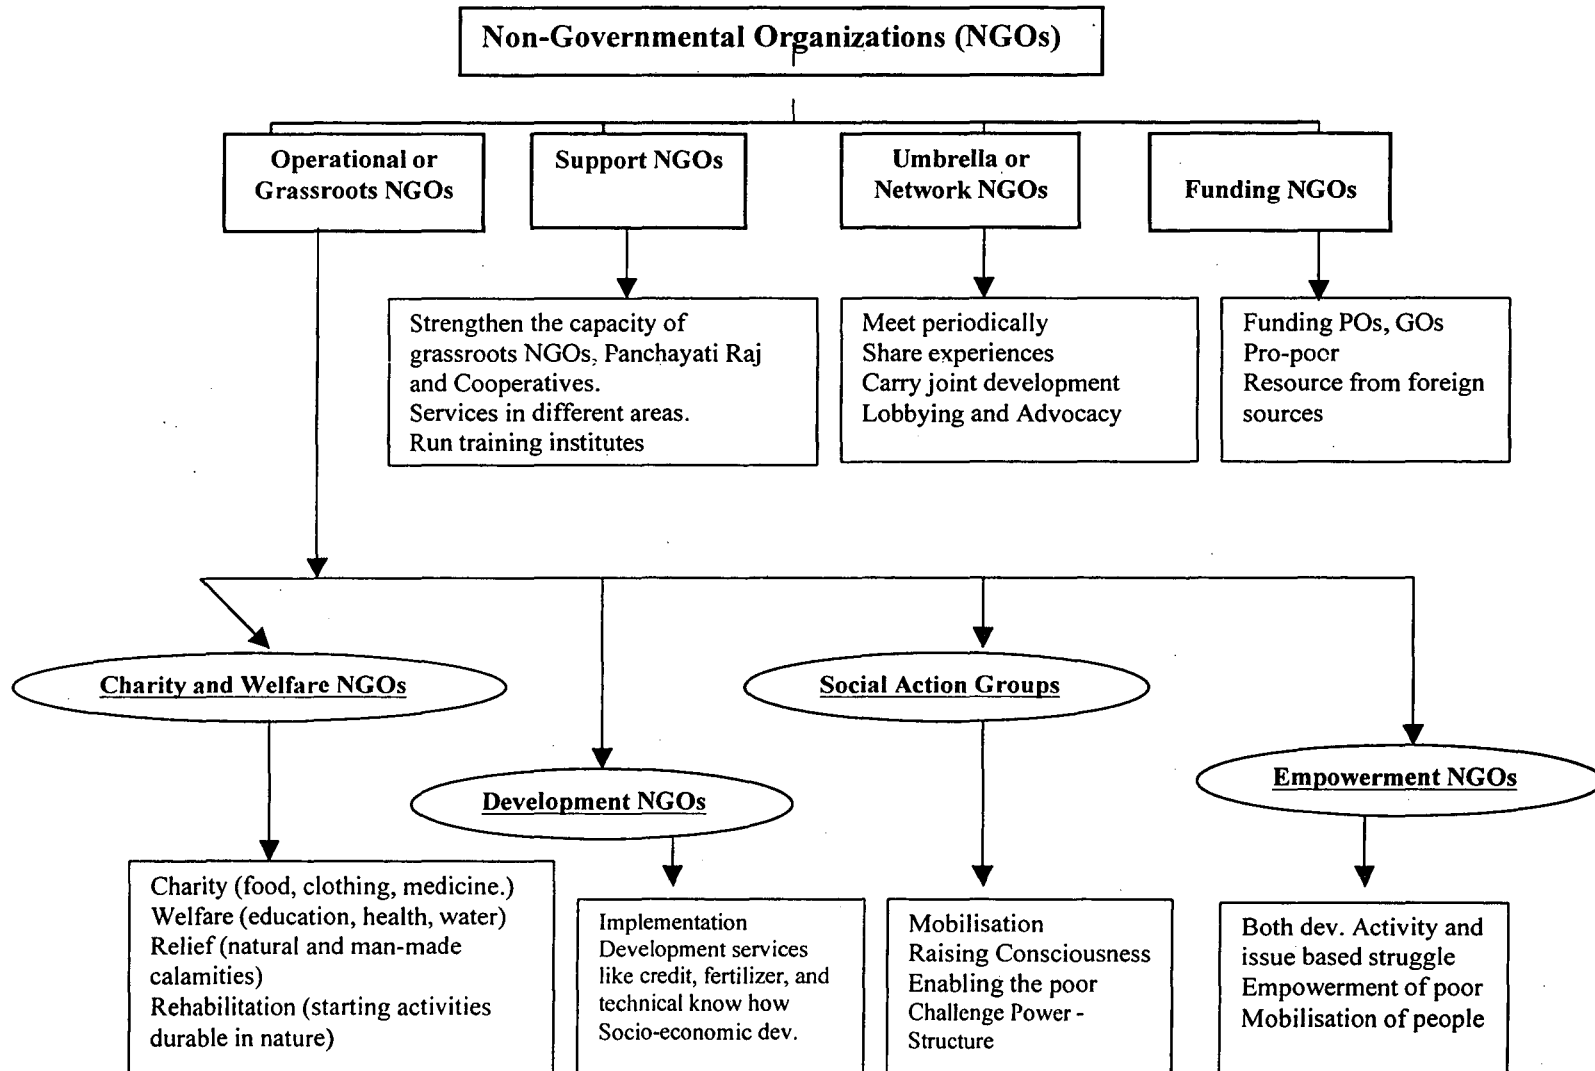 Non-Governmental Organizations (NGOs)
Operational or
Grassroots NGOs
Support NGOs
Umbrella or
Network NGOs
Funding NGOs
Strengthen the capacity of
grassroots NGOs, Panchayati Raj
and Cooperatives.
Services in different areas.
Run training institutes
Meet periodically
Share experiences
Carry joint development
Lobbying and Advocacy
Funding POs, GOs
Pro-poor
Resource from foreign
sources
Charity and Welfare NGOs
Social Action Groups
Development NGOs
Empowerment NGOs
Charity (food, clothing, medicine.)
Welfare (education, health, water)
Relief (natural and man-made
calamities)
Rehabilitation (starting activities
durable in nature)
Implementation
Development services
like credit, fertilizer, and
technical know how
Socio-economic dev.
Mobilisation
Raising Consciousness
Enabling the poor
Challenge Power -
Structure
Both dev. Activity and
issue based struggle
Empowerment of poor
Mobilisation of people